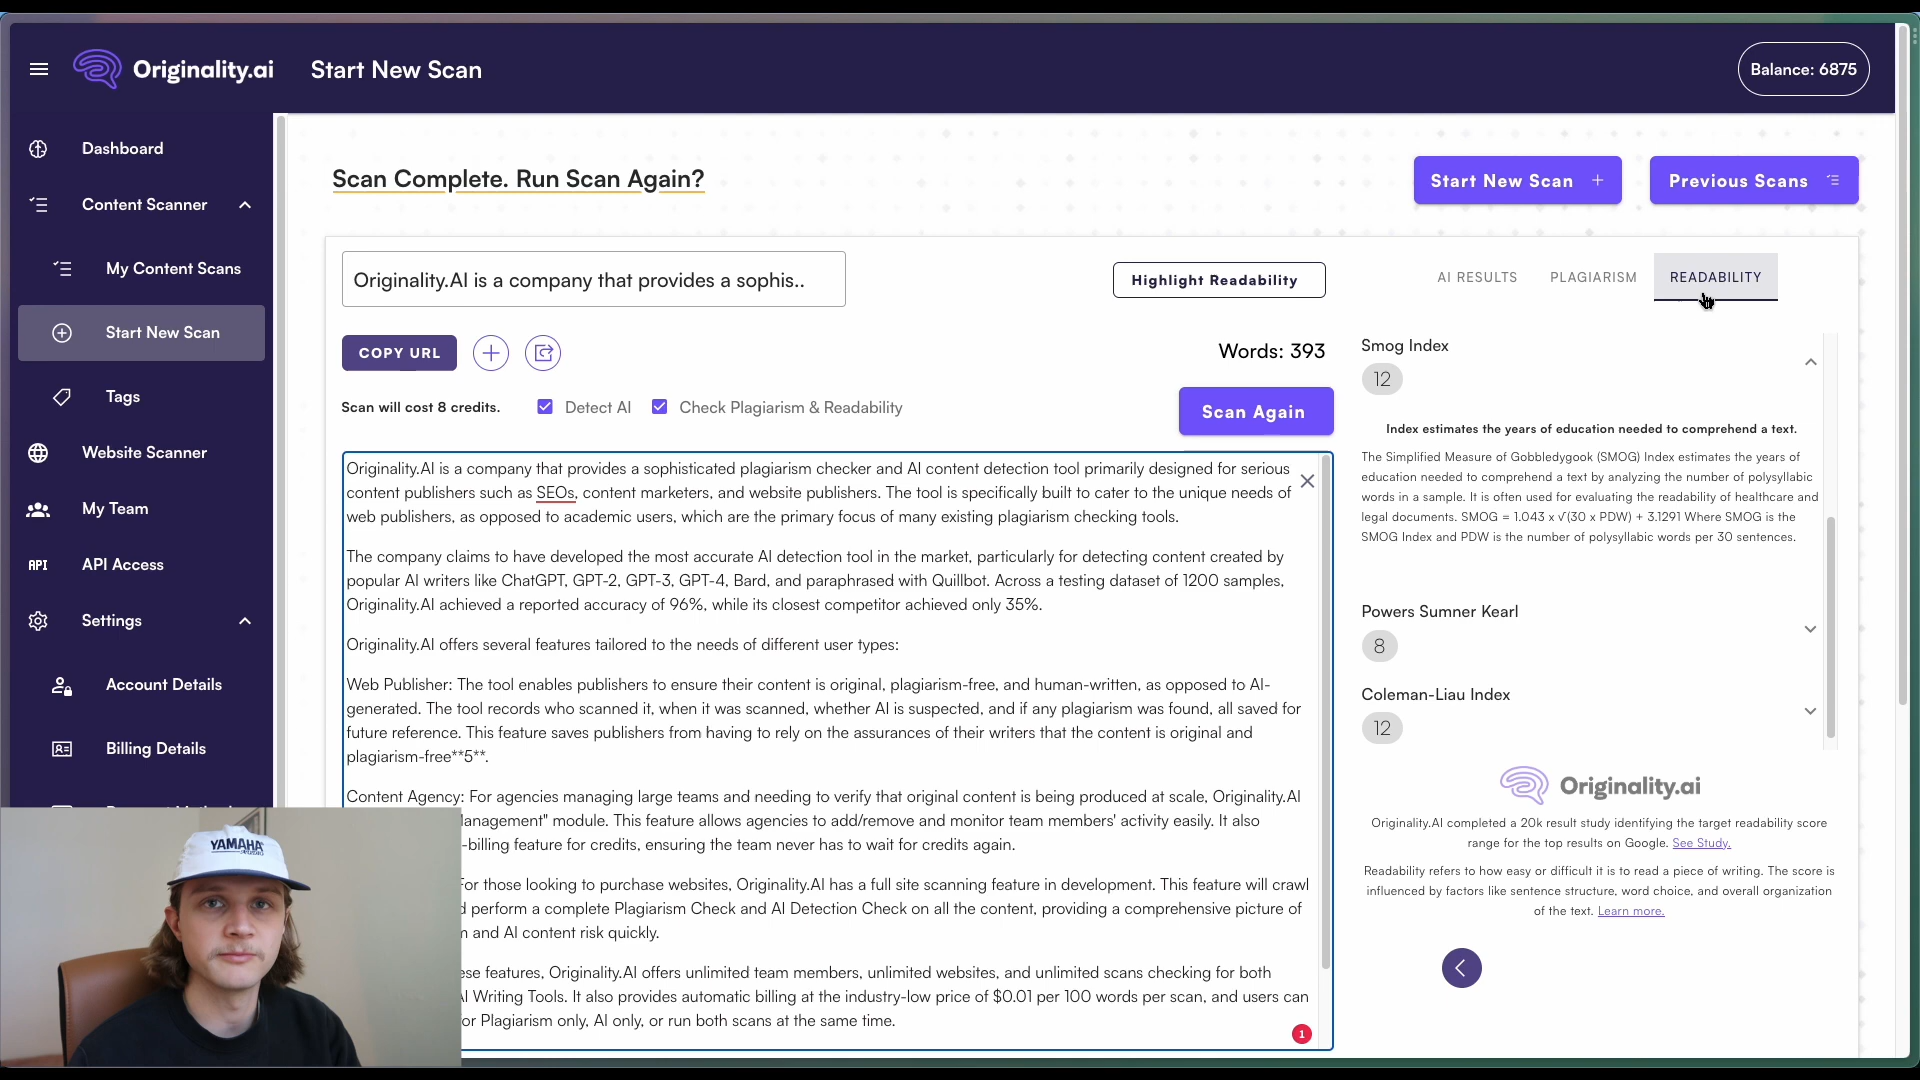 Originality.ai
Start New Scan
Balance: 6875
Dashboard
Content Scanner
My Content Scans
Start New Scan
Tags
Website Scanner
My Team
API
API Access
Settings
Account Details
Billing Details
Scan Complete. Run Scan Again?
Start New Scan +
Previous Scans
Originality.AI is a company that provides a sophis..
Highlight Readability
COPY URL
Words: 393
Scan will cost 8 credits.
Detect AI
Check Plagiarism & Readability
Scan Again
Originality.AI is a company that provides a sophisticated plagiarism checker and AI content detection tool primarily designed for serious
content publishers such as SEOs, content marketers, and website publishers. The tool is specifically built to cater to the unique needs of
web publishers, as opposed to academic users, which are the primary focus of many existing plagiarism checking tools.
The company claims to have developed the most accurate AI detection tool in the market, particularly for detecting content created by
popular AI writers like ChatGPT, GPT-2, GPT-3, GPT-4, Bard, and paraphrased with Quillbot. Across a testing dataset of 1200 samples,
Originality.AI achieved a reported accuracy of 96%, while its closest competitor achieved only 35%.
Originality.AI offers several features tailored to the needs of different user types:
Web Publisher: The tool enables publishers to ensure their content is original, plagiarism-free, and human-written, as opposed to AI-
generated. The tool records who scanned it, when it was scanned, whether AI is suspected, and if any plagiarism was found, all saved for
future reference. This feature saves publishers from having to rely on the assurances of their writers that the content is original and
plagiarism-free**5**.
Content Agency: For agencies managing large teams and needing to verify that original content is being produced at scale, Originality.AI
anagement" module. This feature allows agencies to add/remove and monitor team members' activity easily. It also
-billing feature for credits, ensuring the team never has to wait for credits again.
For those looking to purchase websites, Originality.AI has a full site scanning feature in development. This feature will crawl
perform a complete Plagiarism Check and AI Detection Check on all the content, providing a comprehensive picture of
and AI content risk quickly.
ese features, Originality.AI offers unlimited team members, unlimited websites, and unlimited scans checking for both
AI Writing Tools. It also provides automatic billing at the industry-low price of $0.01 per 100 words per scan, and users can
or Plagiarism only, AI only, or run both scans at the same time.
1
AI RESULTS
PLAGIARISM
READABILITY
Smog Index
12
Index estimates the years of education needed to comprehend a text.
The Simplified Measure of Gobbledygook (SMOG) Index estimates the years of
education needed to comprehend a text by analyzing the number of polysyllabic
words in a sample. It is often used for evaluating the readability of healthcare and
legal documents. SMOG = 1.043 x √(30 x PDW) + 3.1291 Where SMOG is the
SMOG Index and PDW is the number of polysyllabic words per 30 sentences.
Powers Sumner Kearl
8
Coleman-Liau Index
12
Originality.ai
Originality.AI completed a 20k result study identifying the target readability score
range for the top results on Google. See Study.
Readability refers to how easy or difficult it is to read a piece of writing. The score is
influenced by factors like sentence structure, word choice, and overall organization
of the text. Learn more.
YAMAHA